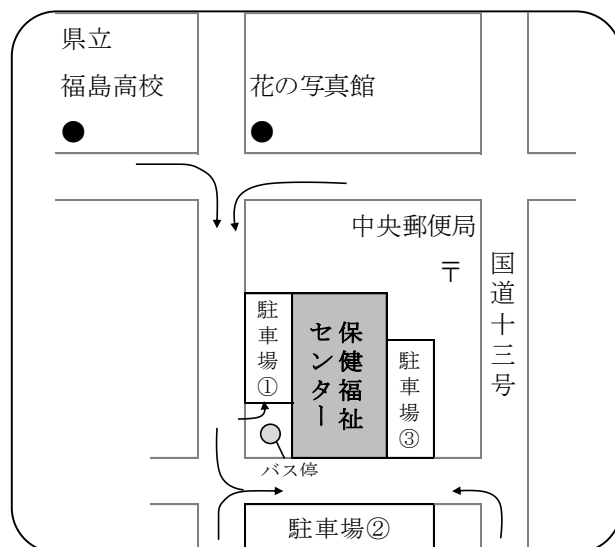 県立
福島高校
花の写真館
中央郵便局
〒
国道十三号
駐車場①
保健福祉
センター
駐車場③
バス停
駐車場②